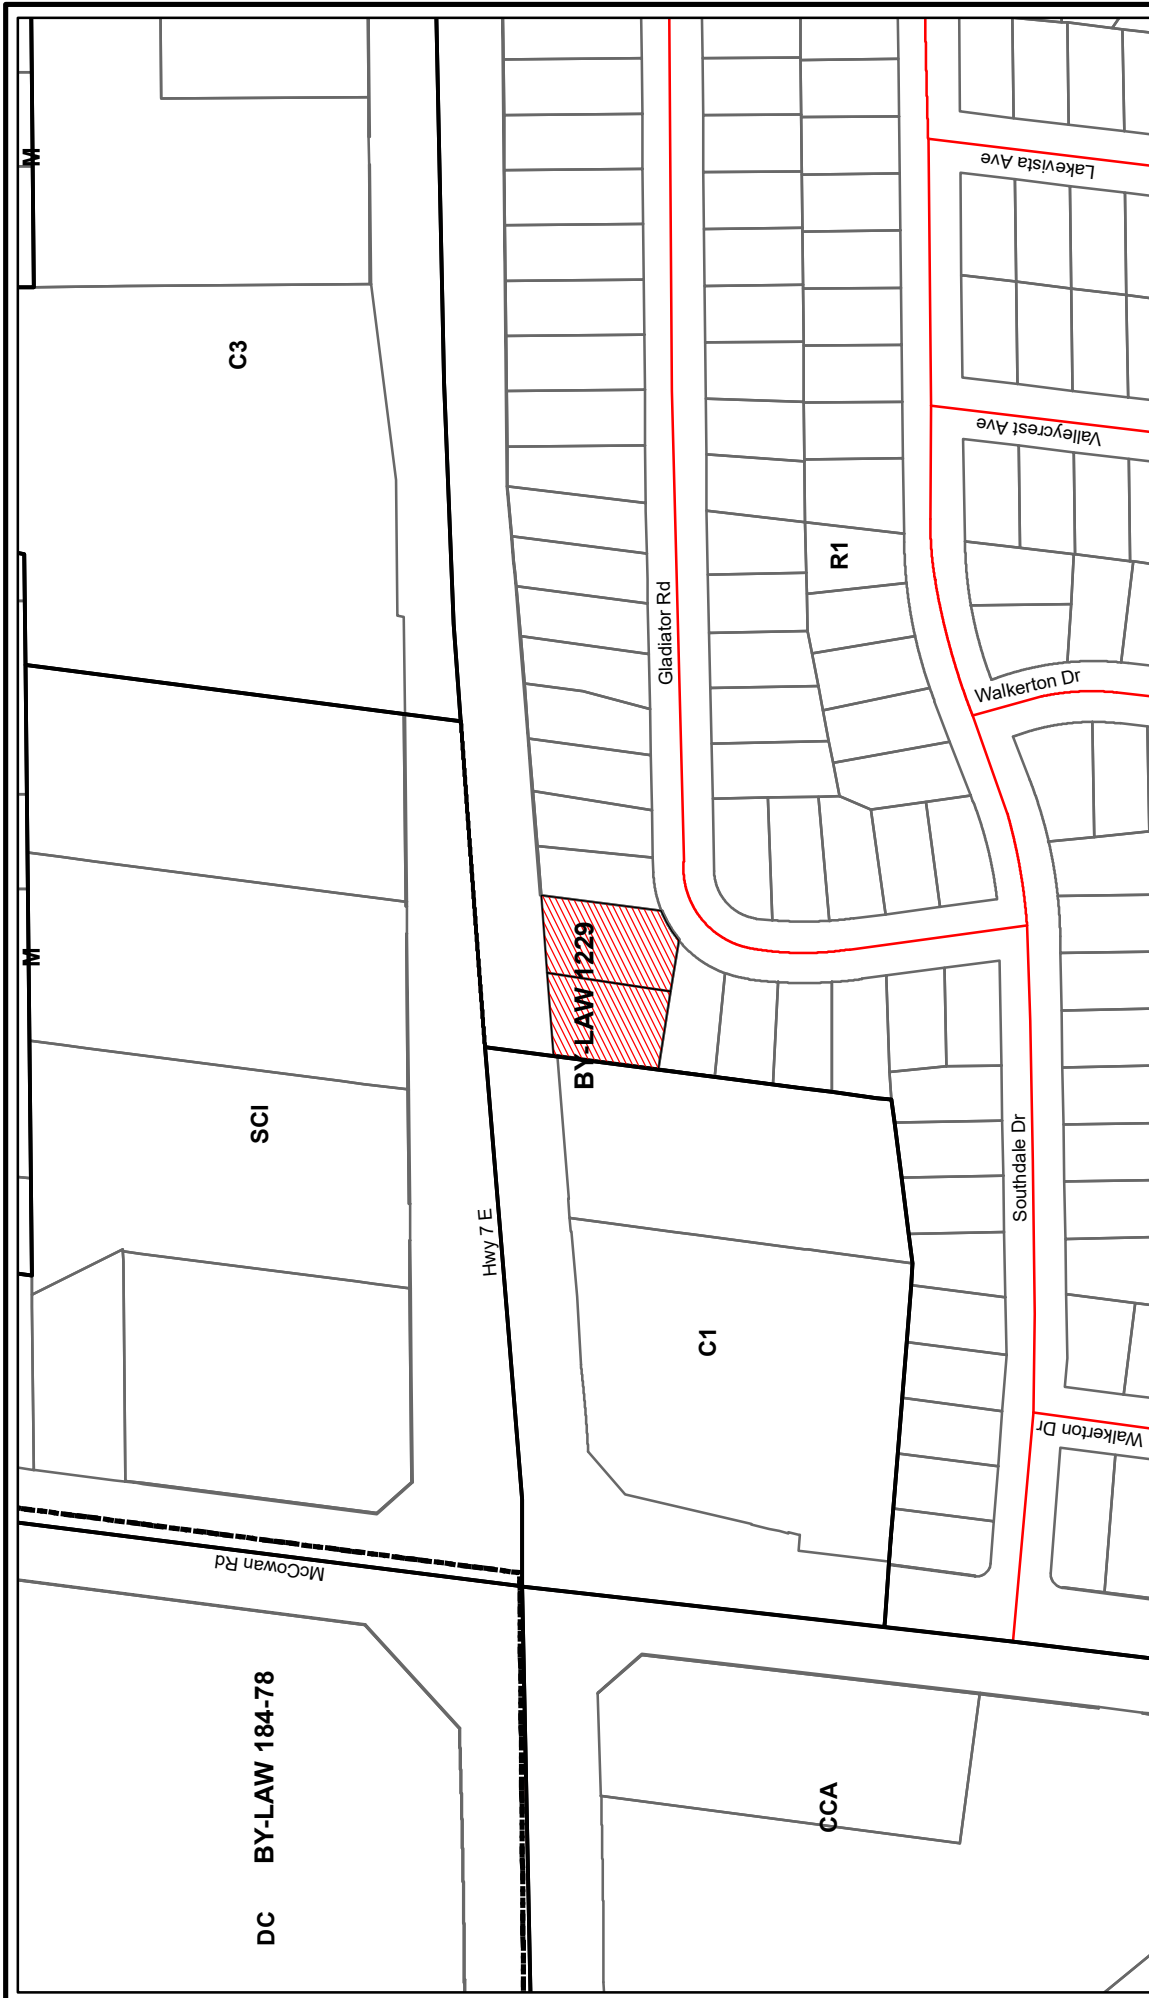 M
C3
Lakevista Ave
Valleycrest Ave
R1
Gladiator Rd
Walkerton Dr
M
BY-LAW 1229
SCI
Southdale Dr
Hwy 7 E
C1
Walkerton Dr
McCowan Rd
BY-LAW 184-78
DC
CCA